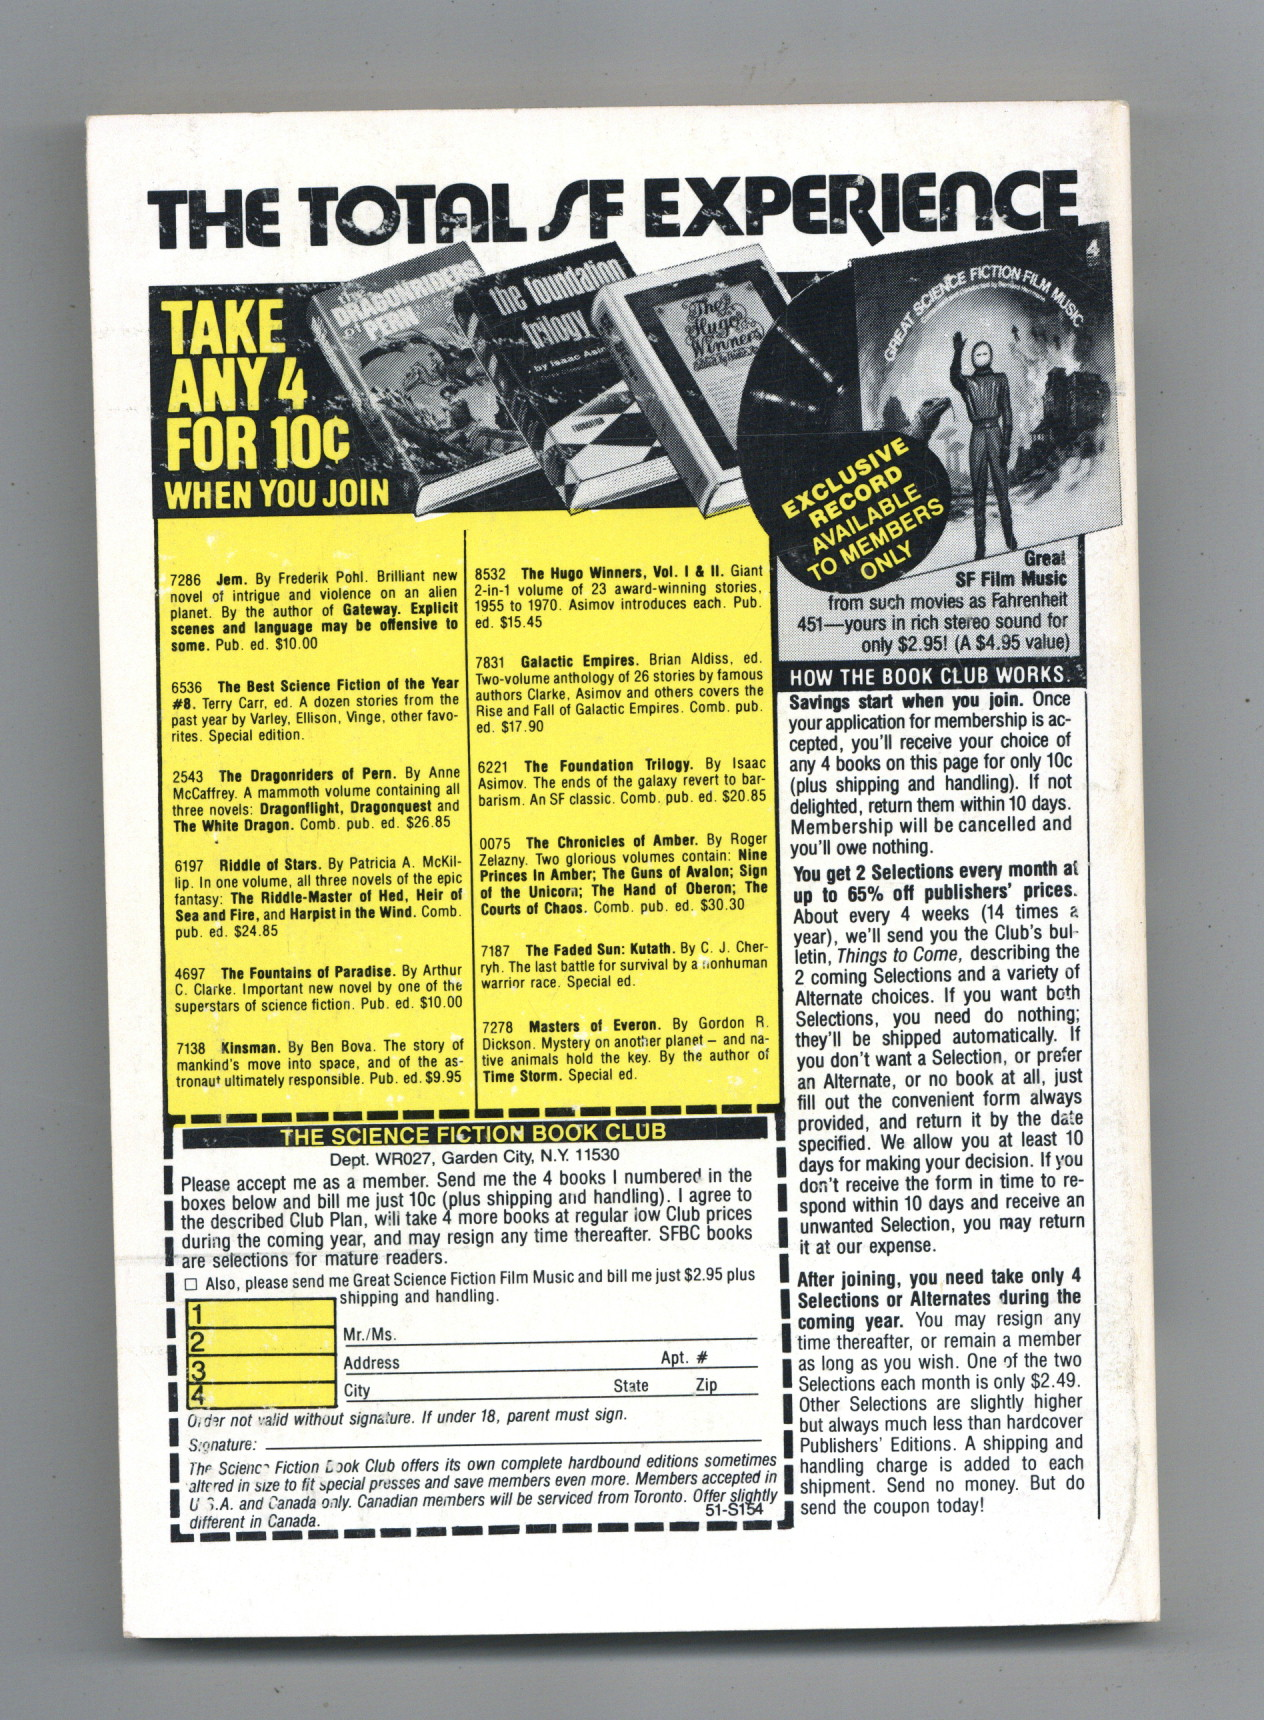 THE TOTAL SF EXPERIENCE
TAKE
ANY 4
FOR 10¢
WHEN YOU JOIN
The
DRAGONRIDERS
OF PERN
the foundation
trilogy
by Isaac Asi
The
Hugo
Winners
4
GREAT SCIENCE FICTION FILM MUSIC
EXCLUSIVE
RECORD
AVAILABLE
TO MEMBERS
ONLY
Great
SF Film Music
from such movies as Fahrenheit
451—yours in rich stereo sound for
only $2.95! (A $4.95 value)
7286 Jem. By Frederik Pohl. Brilliant new
novel of intrigue and violence on an alien
planet. By the author of Gateway. Explicit
scenes and language may be offensive to
some. Pub. ed. $10.00
6536 The Best Science Fiction of the Year
#8. Terry Carr, ed. A dozen stories from the
past year by Varley, Ellison, Vinge, other favo-
rites. Special edition.
2543 The Dragonriders of Pern. By Anne
McCaffrey. A mammoth volume containing all
three novels: Dragonflight, Dragonquest and
The White Dragon. Comb. pub. ed. $26.85
6197 Riddle of Stars. By Patricia A. McKil-
lip. In one volume, all three novels of the epic
fantasy: The Riddle-Master of Hed, Heir of
Sea and Fire, and Harpist in the Wind. Comb.
pub. ed. $24.85
4697 The Fountains of Paradise. By Arthur
C. Clarke. Important new novel by one of the
superstars of science fiction. Pub. ed. $10.00
7138 Kinsman. By Ben Bova. The story of
mankind's move into space, and of the as-
tronaut ultimately responsible. Pub. ed. $9.95
8532 The Hugo Winners, Vol. I & II. Giant
2-in-1 volume of 23 award-winning stories,
1955 to 1970. Asimov introduces each. Pub.
ed. $15.45
7831 Galactic Empires. Brian Aldiss, ed.
Two-volume anthology of 26 stories by famous
authors Clarke, Asimov and others covers the
Rise and Fall of Galactic Empires. Comb. pub.
ed. $17.90
6221 The Foundation Trilogy. By Isaac
Asimov. The ends of the galaxy revert to bar-
barism. An SF classic. Comb. pub. ed. $20.85
0075 The Chronicles of Amber. By Roger
Zelazny. Two glorious volumes contain: Nine
Princes In Amber; The Guns of Avalon; Sign
of the Unicorn; The Hand of Oberon; The
Courts of Chaos. Comb. pub. ed. $30.30
7187 The Faded Sun: Kutath. By C. J. Cher-
ryh. The last battle for survival by a nonhuman
warrior race. Special ed.
7278 Masters of Everon. By Gordon R.
Dickson. Mystery on another planet – and na-
tive animals hold the key. By the author of
Time Storm. Special ed.
HOW THE BOOK CLUB WORKS.
Savings start when you join. Once
your application for membership is ac-
cepted, you'll receive your choice of
any 4 books on this page for only 10¢
(plus shipping and handling). If not
delighted, return them within 10 days.
Membership will be cancelled and
you'll owe nothing.
You get 2 Selections every month at
up to 65% off publishers' prices.
About every 4 weeks (14 times a
year), we'll send you the Club's bul-
letin, Things to Come, describing the
2 coming Selections and a variety of
Alternate choices. If you want both
Selections, you need do nothing;
they'll be shipped automatically. If
you don't want a Selection, or prefer
an Alternate, or no book at all, just
fill out the convenient form always
provided, and return it by the date
specified. We allow you at least 10
days for making your decision. If you
don't receive the form in time to re-
spond within 10 days and receive an
unwanted Selection, you may return
it at our expense.
After joining, you need take only 4
Selections or Alternates during the
coming year. You may resign any
time thereafter, or remain a member
as long as you wish. One of the two
Selections each month is only $2.49.
Other Selections are slightly higher
but always much less than hardcover
Publishers' Editions. A shipping and
handling charge is added to each
shipment. Send no money. But do
send the coupon today!
THE SCIENCE FICTION BOOK CLUB
Dept. WR027, Garden City, N.Y. 11530
Please accept me as a member. Send me the 4 books I numbered in the
boxes below and bill me just 10¢ (plus shipping and handling). I agree to
the described Club Plan, will take 4 more books at regular low Club prices
during the coming year, and may resign any time thereafter. SFBC books
are selections for mature readers.
☐ Also, please send me Great Science Fiction Film Music and bill me just $2.95 plus
shipping and handling.
1
2
3
4
Mr./Ms.
Address Apt. #
City State Zip
Order not valid without signature. If under 18, parent must sign.
Signature:
The Science Fiction Book Club offers its own complete hardbound editions sometimes
altered in size to fit special presses and save members even more. Members accepted in
U.S.A. and Canada only. Canadian members will be serviced from Toronto. Offer slightly
different in Canada.
51-S154